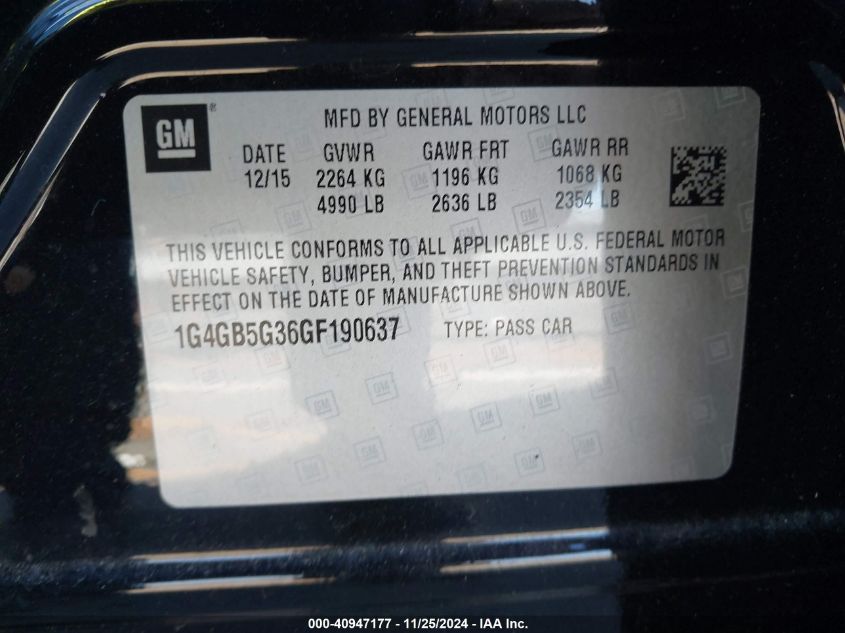 GM ®
MFD BY GENERAL MOTORS LLC
DATE GVWR GAWR FRT GAWR RR
12/15 2264 KG 1196 KG 1068 KG
4990 LB 2636 LB 2354 LB
THIS VEHICLE CONFORMS TO ALL APPLICABLE U.S. FEDERAL MOTOR
VEHICLE SAFETY, BUMPER, AND THEFT PREVENTION STANDARDS IN
EFFECT ON THE DATE OF MANUFACTURE SHOWN ABOVE.
1G4GB5G36GF190637 TYPE: PASS CAR
000-40947177 - 11/25/2024 - IAA Inc.